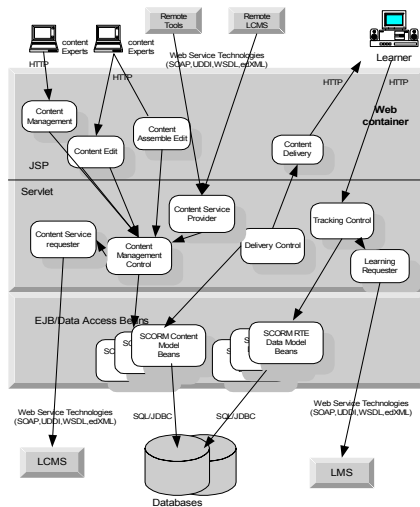 Remote
Tools
Remote
LCMS
content
Experts
content
Experts
Web Service Technologies
(SOAP,UDDI,WSDL,edXML)
Learner
HTTP
HTTP
HTTP
HTTP
Web
container
Content
Management
Content Edit
Content
Assemble Edit
Content
Delivery
JSP
Servlet
Content Service
requester
Content
Management
Control
Content Service
Provider
Delivery Control
Tracking Control
Learning
Requester
EJB/Data Access Beans
SC
SC
SCORM Content
Model
Beans
SC
SCORM RTE
Data Model
Beans
Web Service Technologies
(SOAP,UDDI,WSDL,edXML)
SQL/JDBC
SQL/JDBC
Web Service Technologies
(SOAP,UDDI,WSDL,edXML)
LCMS
LMS
Databases